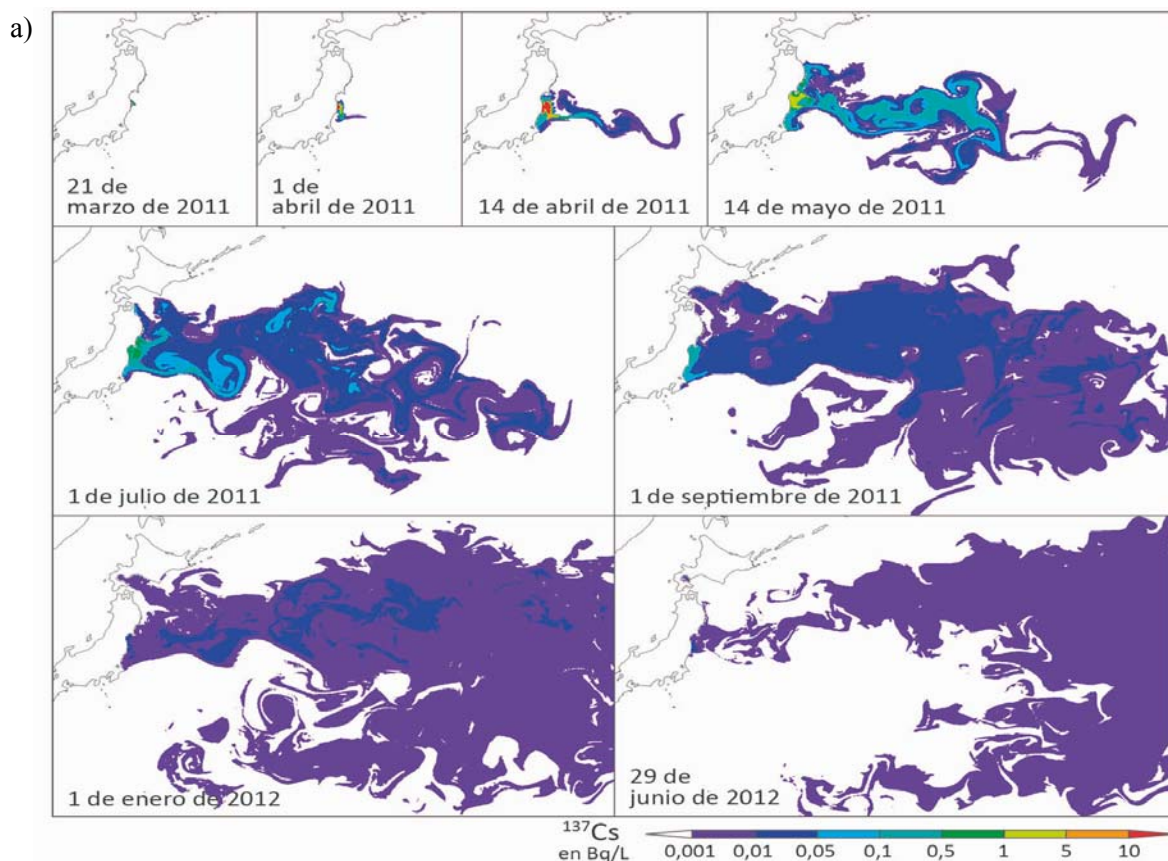 a)
21 de
marzo de 2011
1 de
abril de 2011
14 de abril de 2011
14 de mayo de 2011
1 de julio de 2011
1 de septiembre de 2011
1 de enero de 2012
29 de
junio de 2012
¹³⁷Cs
en Bq/L
0,001 0,01 0,05 0,1 0,5 1 5 10